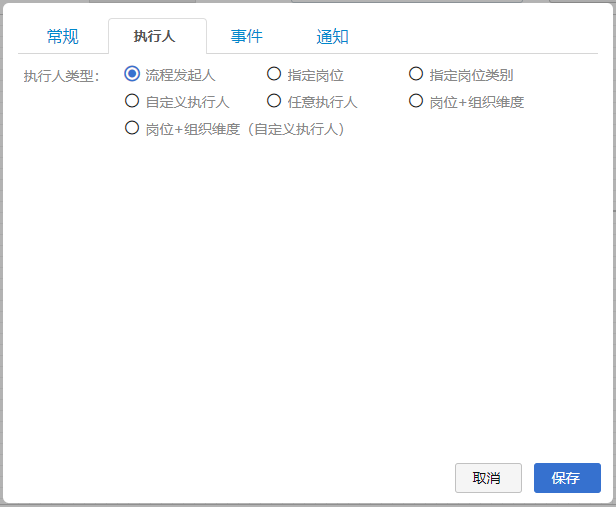 常规 执行人 事件 通知
执行人类型： 流程发起人 指定岗位 指定岗位类别
自定义执行人 任意执行人 岗位+组织维度
岗位+组织维度（自定义执行人）
取消 保存